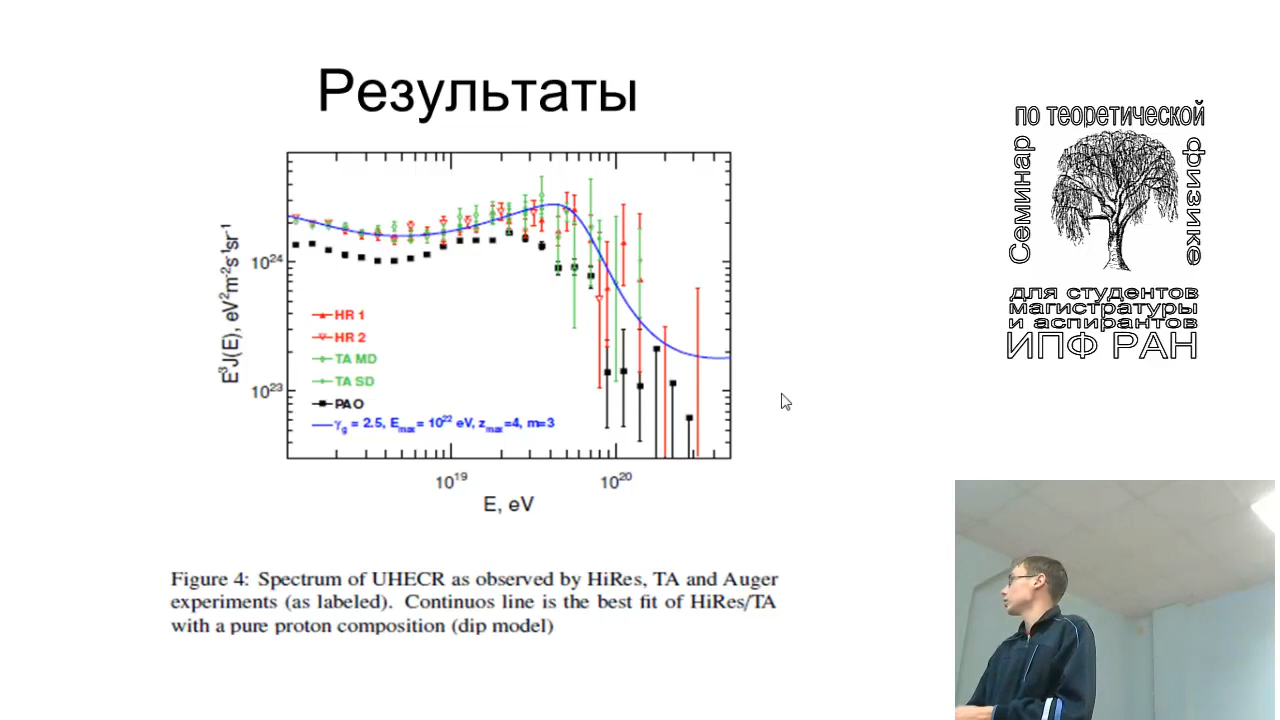 Результаты
E³J(E), eV²m⁻²s⁻¹sr⁻¹
10²⁴
10²³
HR 1
HR 2
TA MD
TA SD
PAO
γg = 2.5, Emax= 10²² eV, zmax=4, m=3
10¹⁹
10²⁰
E, eV
Figure 4: Spectrum of UHECR as observed by HiRes, TA and Auger
experiments (as labeled). Continuos line is the best fit of HiRes/TA
with a pure proton composition (dip model)
Семинар
по теоретической
физике
для студентов
магистратуры
и аспирантов
ИПФ РАН